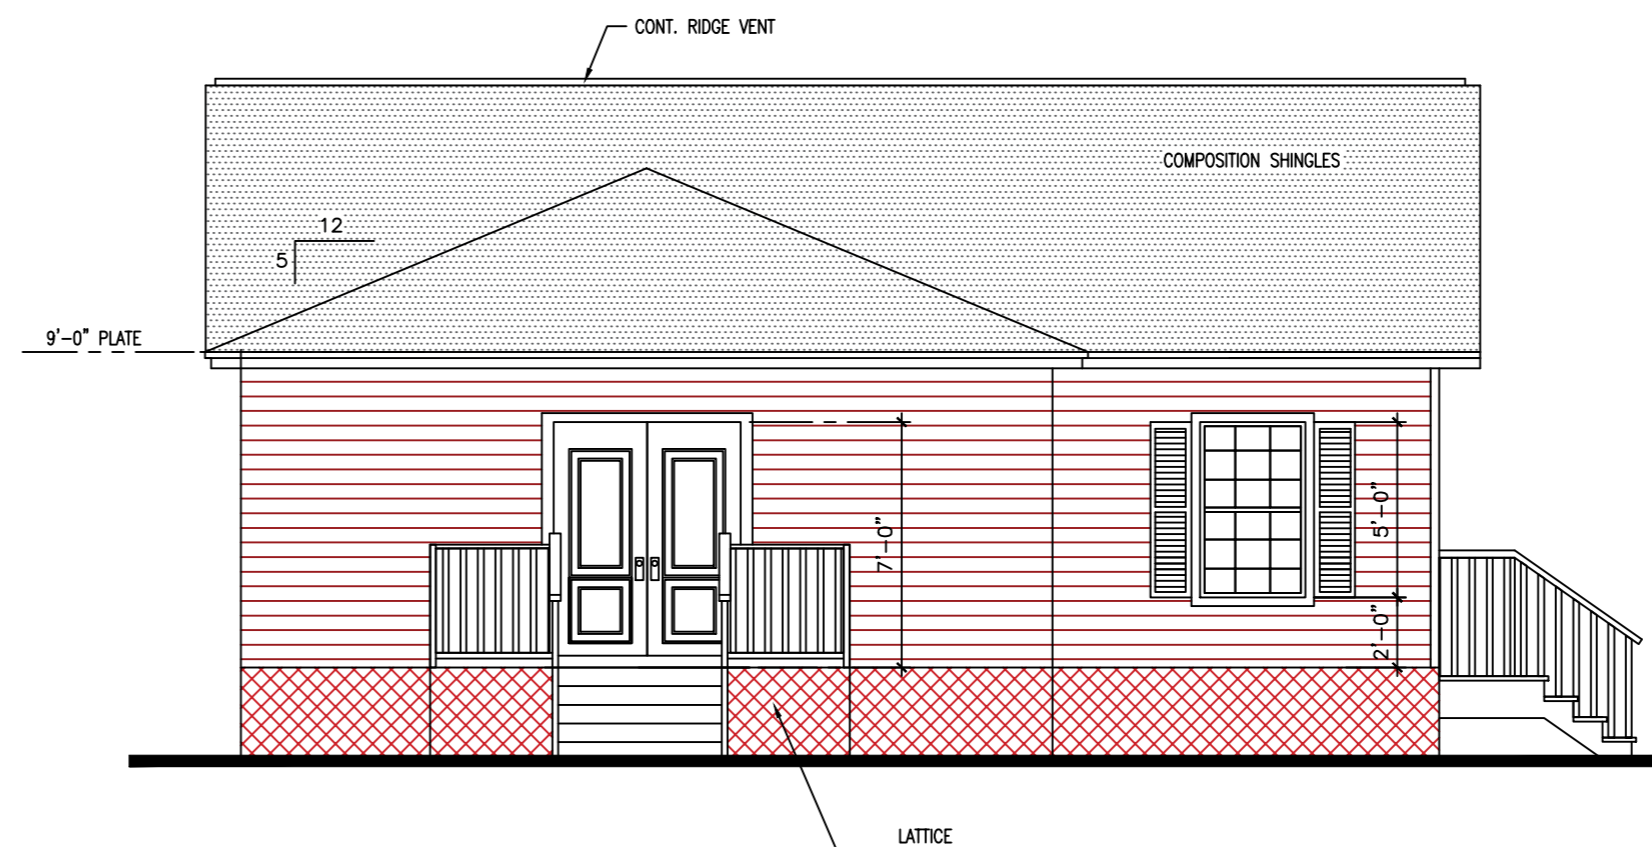 CONT. RIDGE VENT
COMPOSITION SHINGLES
12
5
9'-0" PLATE
7'-0"
5'-0"
2'-0"
LATTICE